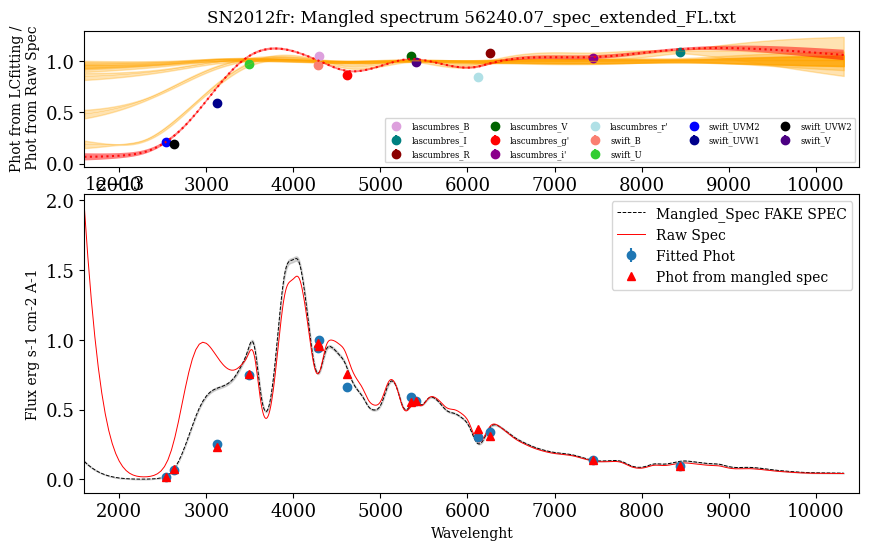 SN2012fr: Mangled spectrum 56240.07_spec_extended_FL.txt
Phot from LCfitting /
Phot from Raw Spec
1.0
0.5
0.0
lascumbres_B
lascumbres_I
lascumbres_R
lascumbres_V
lascumbres_g'
lascumbres_i'
lascumbres_r'
swift_B
swift_U
swift_UVM2
swift_UVW1
swift_UVW2
swift_V
2000 3000 4000 5000 6000 7000 8000 9000 10000
1e−13
Flux erg s-1 cm-2 A-1
2.0
1.5
1.0
0.5
0.0
Mangled_Spec FAKE SPEC
Raw Spec
Fitted Phot
Phot from mangled spec
2000 3000 4000 5000 6000 7000 8000 9000 10000
Wavelenght